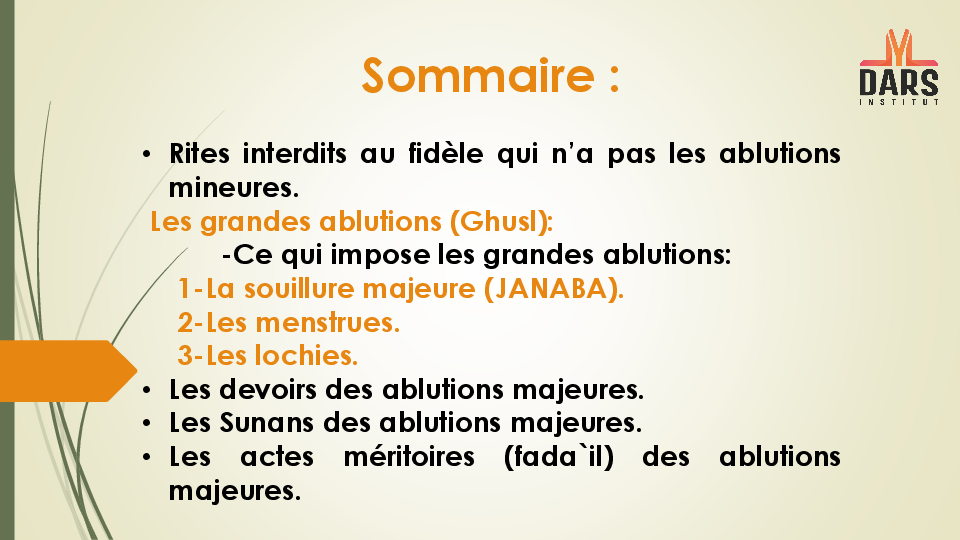 Sommaire :
DARS
INSTITUT
• Rites interdits au fidèle qui n’a pas les ablutions
mineures.
Les grandes ablutions (Ghusl):
-Ce qui impose les grandes ablutions:
1-La souillure majeure (JANABA).
2-Les menstrues.
3-Les lochies.
• Les devoirs des ablutions majeures.
• Les Sunans des ablutions majeures.
• Les actes méritoires (fada`il) des ablutions
majeures.